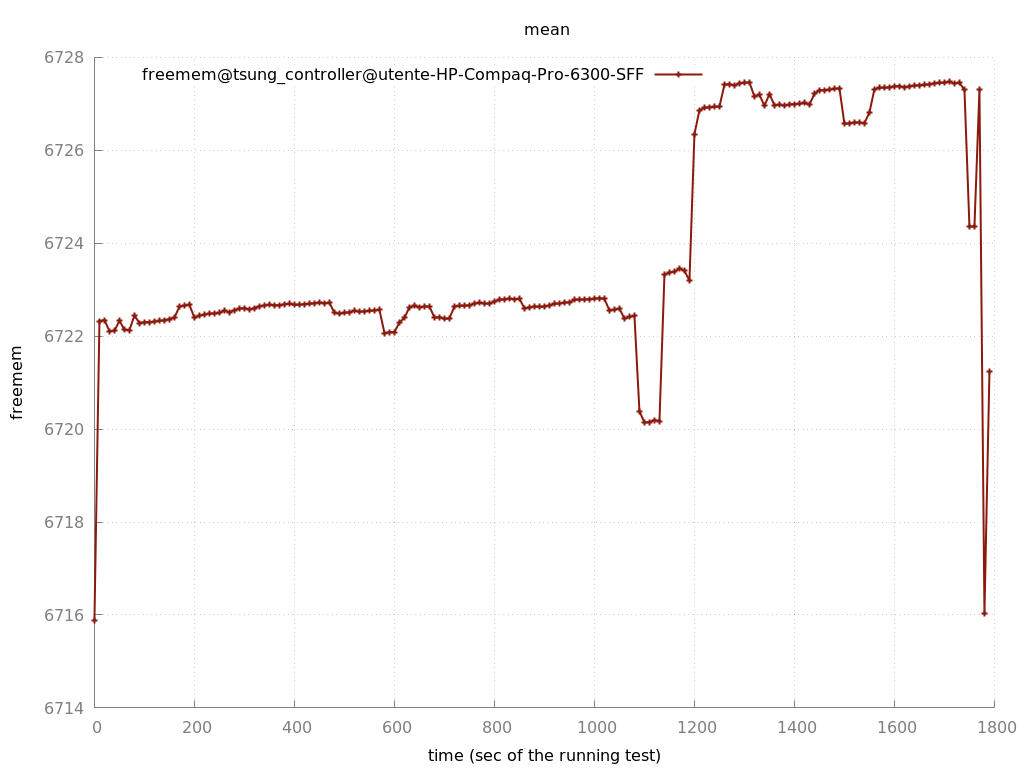 mean
freemem@tsung_controller@utente-HP-Compaq-Pro-6300-SFF
6728
6726
6724
6722
6720
6718
6716
6714
freemem
0 200 400 600 800 1000 1200 1400 1600 1800
time (sec of the running test)